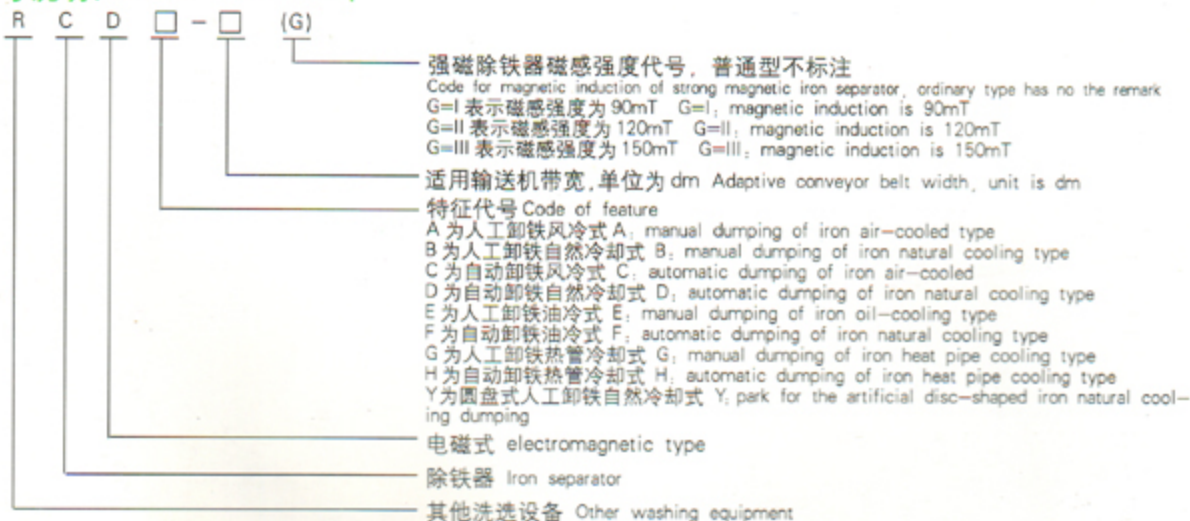 R C D □ - □ (G)
强磁除铁器磁感强度代号，普通型不标注
Code for magnetic induction of strong magnetic iron separator, ordinary type has no the remark
G=I 表示磁感强度为 90mT G=I: magnetic induction is 90mT
G=II 表示磁感强度为 120mT G=II: magnetic induction is 120mT
G=III 表示磁感强度为 150mT G=III: magnetic induction is 150mT
适用输送机带宽,单位为 dm Adaptive conveyor belt width, unit is dm
特征代号 Code of feature
A 为人工卸铁风冷式 A: manual dumping of iron air-cooled type
B 为人工卸铁自然冷却式 B: manual dumping of iron natural cooling type
C 为自动卸铁风冷式 C: automatic dumping of iron air-cooled
D 为自动卸铁自然冷却式 D: automatic dumping of iron natural cooling type
E 为人工卸铁油冷式 E: manual dumping of iron oil-cooling type
F 为自动卸铁油冷式 F: automatic dumping of iron natural cooling type
G 为人工卸铁热管冷却式 G: manual dumping of iron heat pipe cooling type
H 为自动卸铁热管冷却式 H: automatic dumping of iron heat pipe cooling type
Y 为圆盘式人工卸铁自然冷却式 Y: park for the artificial disc-shaped iron natural cool-
ing dumping
电磁式 electromagnetic type
除铁器 Iron separator
其他洗选设备 Other washing equipment